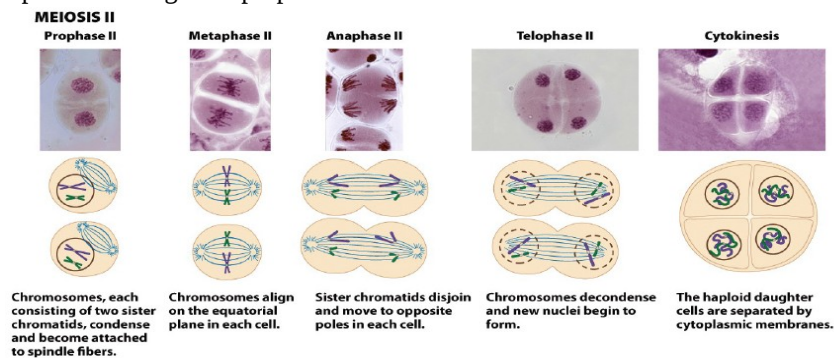 MEIOSIS II
Prophase II
Metaphase II
Anaphase II
Telophase II
Cytokinesis
Chromosomes, each
consisting of two sister
chromatids, condense
and become attached
to spindle fibers.
Chromosomes align
on the equatorial
plane in each cell.
Sister chromatids disjoin
and move to opposite
poles in each cell.
Chromosomes decondense
and new nuclei begin to
form.
The haploid daughter
cells are separated by
cytoplasmic membranes.